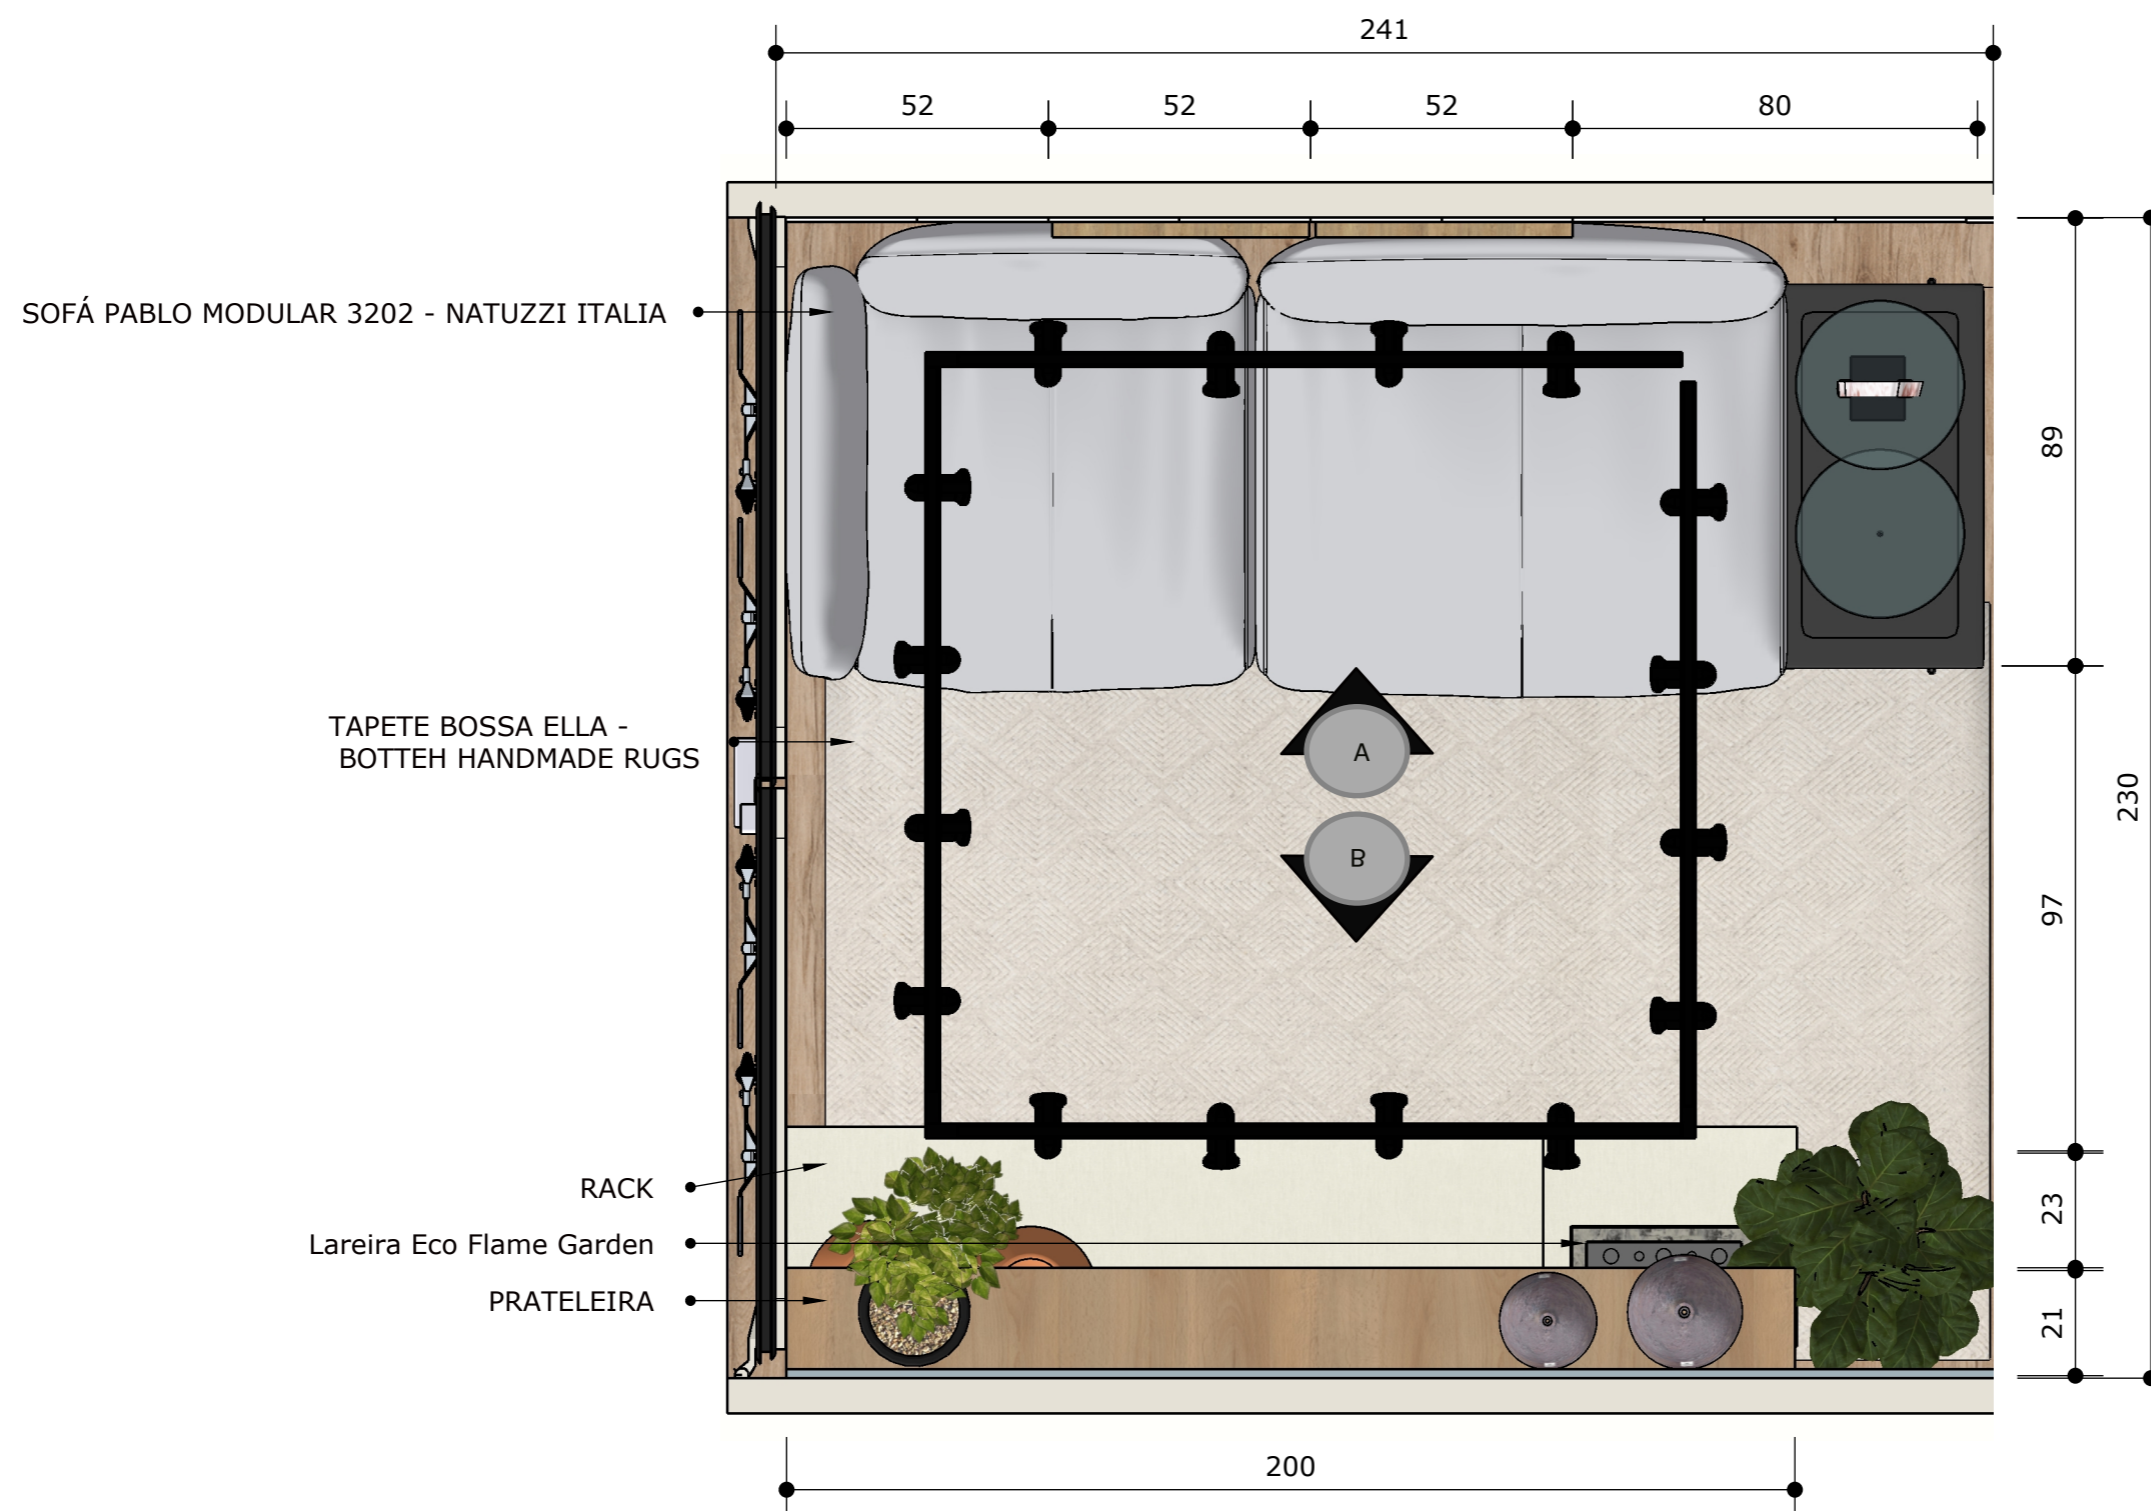 241
52
52
52
80
SOFÁ PABLO MODULAR 3202 - NATUZZI ITALIA
89
TAPETE BOSSA ELLA -
BOTTEH HANDMADE RUGS
A
230
B
97
RACK
23
Lareira Eco Flame Garden
PRATELEIRA
21
200